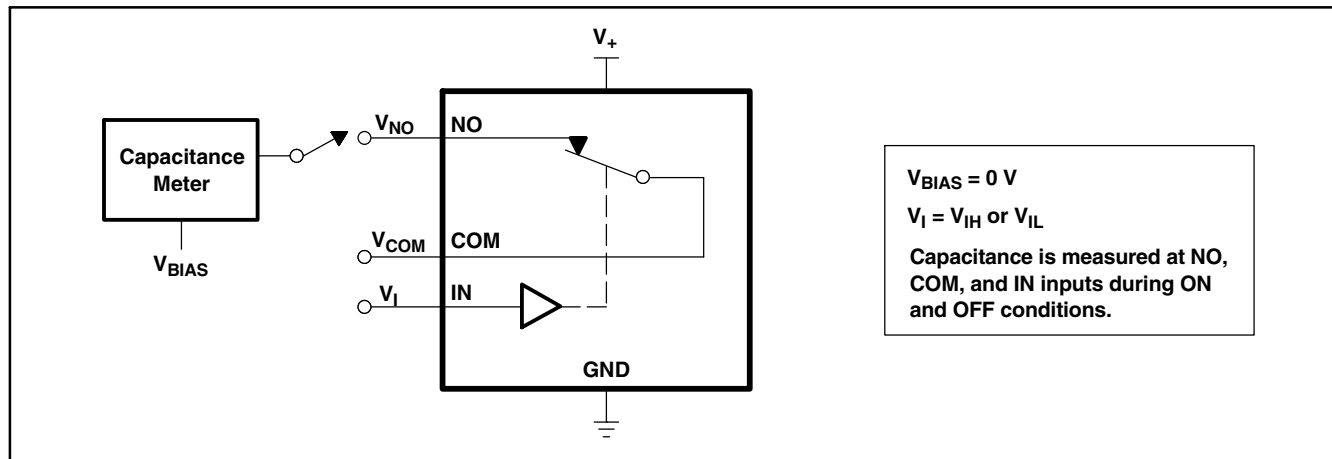 V+
VNO
NO
Capacitance
Meter
VBIAS = 0 V
VI = VIH or VIL
VCOM
COM
Capacitance is measured at NO,
COM, and IN inputs during ON
and OFF conditions.
VBIAS
VI
IN
GND